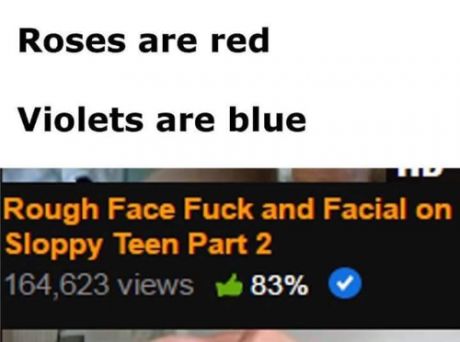 Roses are red
Violets are blue
Rough Face Fuck and Facial on
Sloppy Teen Part 2
164,623 views 83%